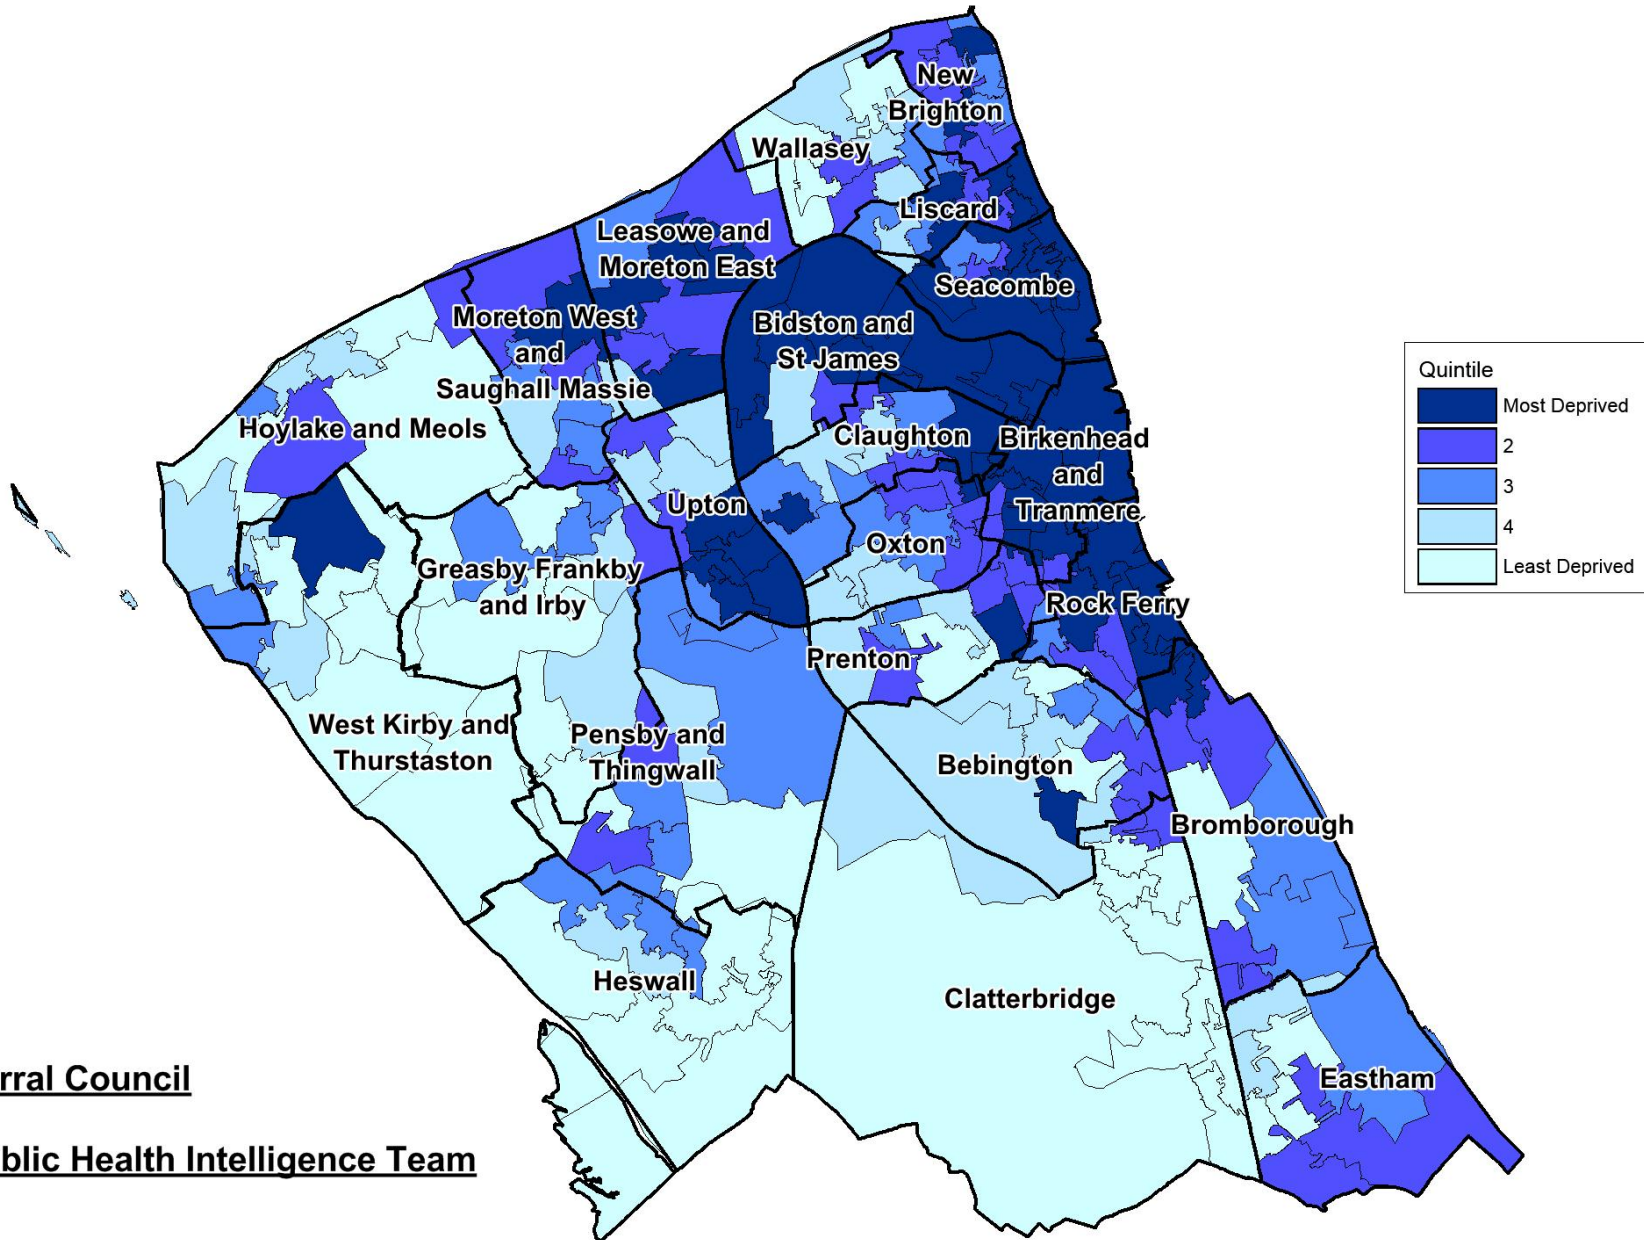 New
Brighton
Wallasey
Liscard
Leasowe and
Moreton East
Seacombe
Moreton West
and
Saughall Massie
Bidston and
St James
Hoylake and Meols
Claughton
Birkenhead
and
Tranmere
Upton
Oxton
Greasby Frankby
and Irby
Rock Ferry
Prenton
West Kirby and
Thurstaston
Pensby and
Thingwall
Bebington
Bromborough
Heswall
Clatterbridge
Eastham
Quintile
Most Deprived
2
3
4
Least Deprived
rral Council
blic Health Intelligence Team